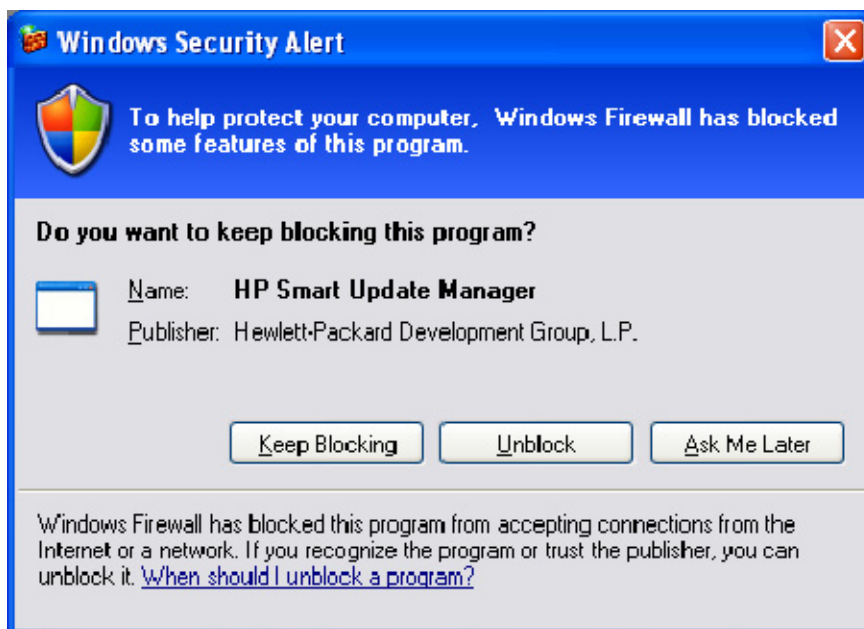 Windows Security Alert
To help protect your computer, Windows Firewall has blocked
some features of this program.
Do you want to keep blocking this program?
Name: HP Smart Update Manager
Publisher: Hewlett-Packard Development Group, L.P.
Keep Blocking Unblock Ask Me Later
Windows Firewall has blocked this program from accepting connections from the
Internet or a network. If you recognize the program or trust the publisher, you can
unblock it. When should I unblock a program?